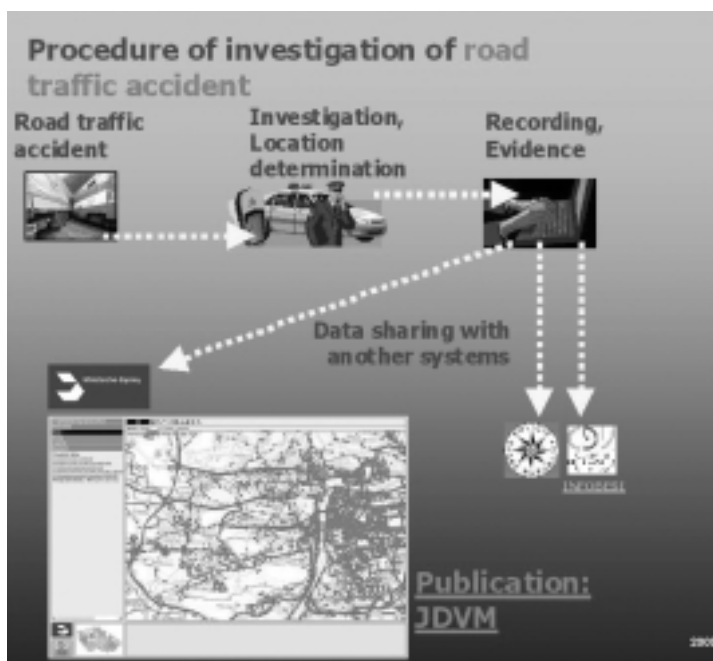 Procedure of investigation of road
traffic accident
Road traffic
accident
Investigation,
Location
determination
Recording,
Evidence
Data sharing with
another systems
INFOBESI
Publication:
JDVM